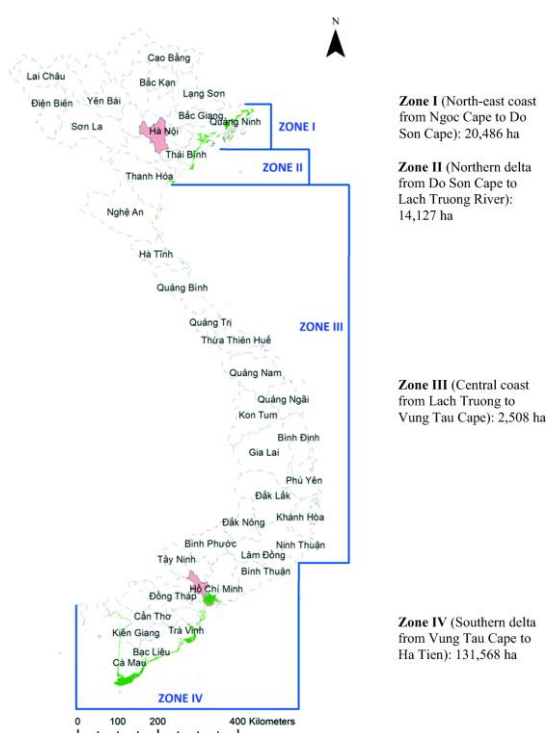 N
Cao Bằng
Lai Châu
Bắc Kạn
Lạng Sơn
Điện Biên
Yên Bái
Bắc Giang
Quảng Ninh
Sơn La
Hà Nội
ZONE I
Thái Bình
ZONE II
Thanh Hóa
Nghệ An
Hà Tĩnh
Quảng Bình
Quảng Trị
ZONE III
Thừa Thiên Huế
Quảng Nam
Quảng Ngãi
Kon Tum
Bình Định
Gia Lai
Phú Yên
Đắk Lắk
Khánh Hòa
Đắk Nông
Bình Phước
Ninh Thuận
Lâm Đồng
Tây Ninh
Bình Thuận
Hồ Chí Minh
Đồng Tháp
Cần Thơ
Kiên Giang
Trà Vinh
Bạc Liêu
Cà Mau
ZONE IV
0 100 200 400 Kilometers
Zone I (North-east coast
from Ngoc Cape to Do
Son Cape): 20,486 ha
Zone II (Northern delta
from Do Son Cape to
Lach Truong River):
14,127 ha
Zone III (Central coast
from Lach Truong to
Vung Tau Cape): 2,508 ha
Zone IV (Southern delta
from Vung Tau Cape to
Ha Tien): 131,568 ha